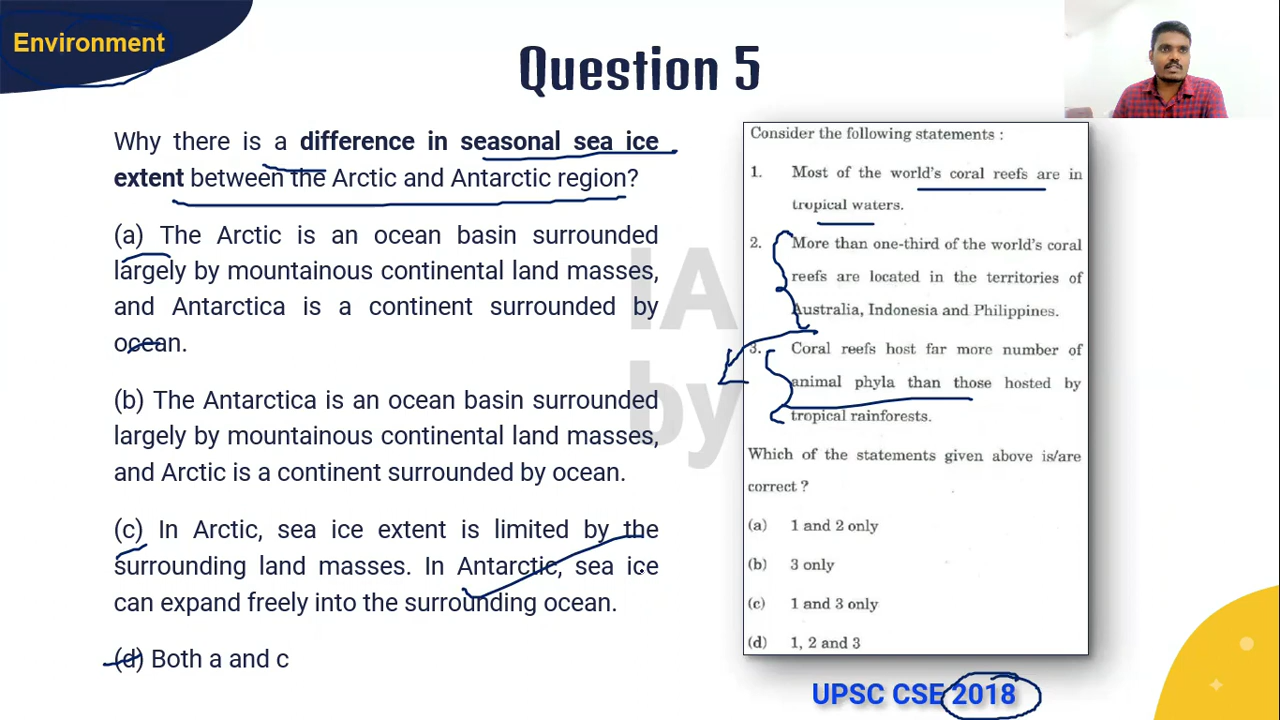 Environment
Question 5
Why there is a difference in seasonal sea ice
extent between the Arctic and Antarctic region?
(a) The Arctic is an ocean basin surrounded
largely by mountainous continental land masses,
and Antarctica is a continent surrounded by
ocean.
(b) The Antarctica is an ocean basin surrounded
largely by mountainous continental land masses,
and Arctic is a continent surrounded by ocean.
(c) In Arctic, sea ice extent is limited by the
surrounding land masses. In Antarctic, sea ice
can expand freely into the surrounding ocean.
(d) Both a and c
IA
by
Consider the following statements :
1. Most of the world's coral reefs are in
tropical waters.
2. More than one-third of the world's coral
reefs are located in the territories of
Australia, Indonesia and Philippines.
3. Coral reefs host far more number of
animal phyla than those hosted by
tropical rainforests.
Which of the statements given above is/are
correct ?
(a) 1 and 2 only
(b) 3 only
(c) 1 and 3 only
(d) 1, 2 and 3
UPSC CSE 2018